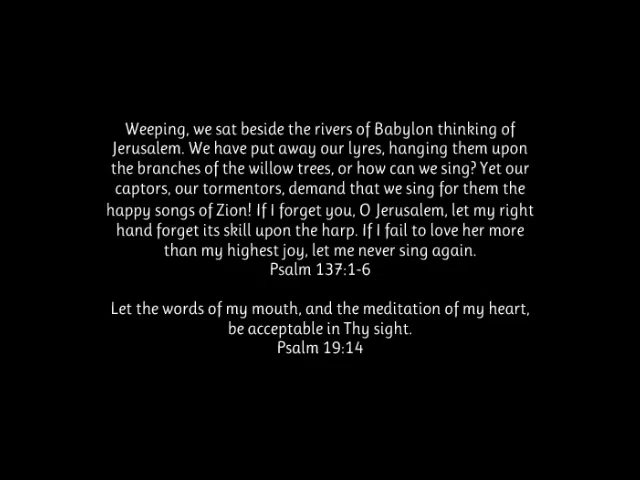 Weeping, we sat beside the rivers of Babylon thinking of
Jerusalem. We have put away our lyres, hanging them upon
the branches of the willow trees, or how can we sing? Yet our
captors, our tormentors, demand that we sing for them the
happy songs of Zion! If I forget you, O Jerusalem, let my right
hand forget its skill upon the harp. If I fail to love her more
than my highest joy, let me never sing again.
Psalm 137:1-6
Let the words of my mouth, and the meditation of my heart,
be acceptable in Thy sight.
Psalm 19:14